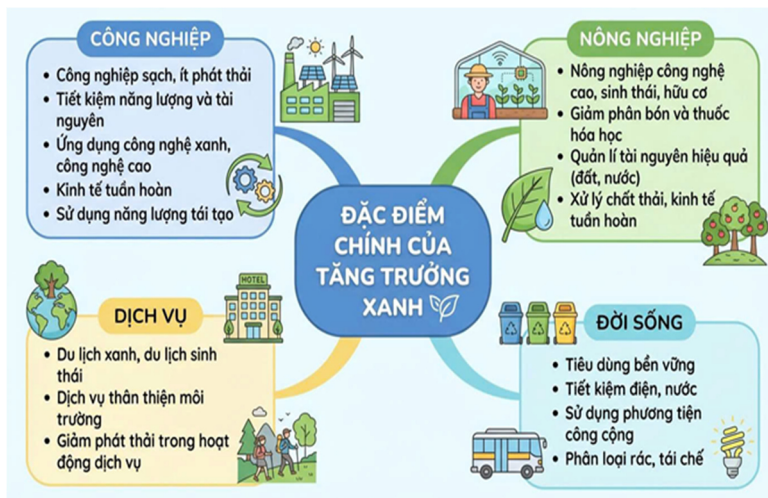 CÔNG NGHIỆP
• Công nghiệp sạch, ít phát thải
• Tiết kiệm năng lượng và tài
nguyên
• Ứng dụng công nghệ xanh,
công nghệ cao
• Kinh tế tuần hoàn
• Sử dụng năng lượng tái tạo
NÔNG NGHIỆP
• Nông nghiệp công nghệ
cao, sinh thái, hữu cơ
• Giảm phân bón và thuốc
hóa học
• Quản lí tài nguyên hiệu quả
(đất, nước)
• Xử lý chất thải, kinh tế
tuần hoàn
ĐẶC ĐIỂM
CHÍNH CỦA
TĂNG TRƯỞNG
XANH
HOTEL
DỊCH VỤ
• Du lịch xanh, du lịch sinh
thái
• Dịch vụ thân thiện môi
trường
• Giảm phát thải trong hoạt
động dịch vụ
ĐỜI SỐNG
• Tiêu dùng bền vững
• Tiết kiệm điện, nước
• Sử dụng phương tiện
công cộng
• Phân loại rác, tái chế